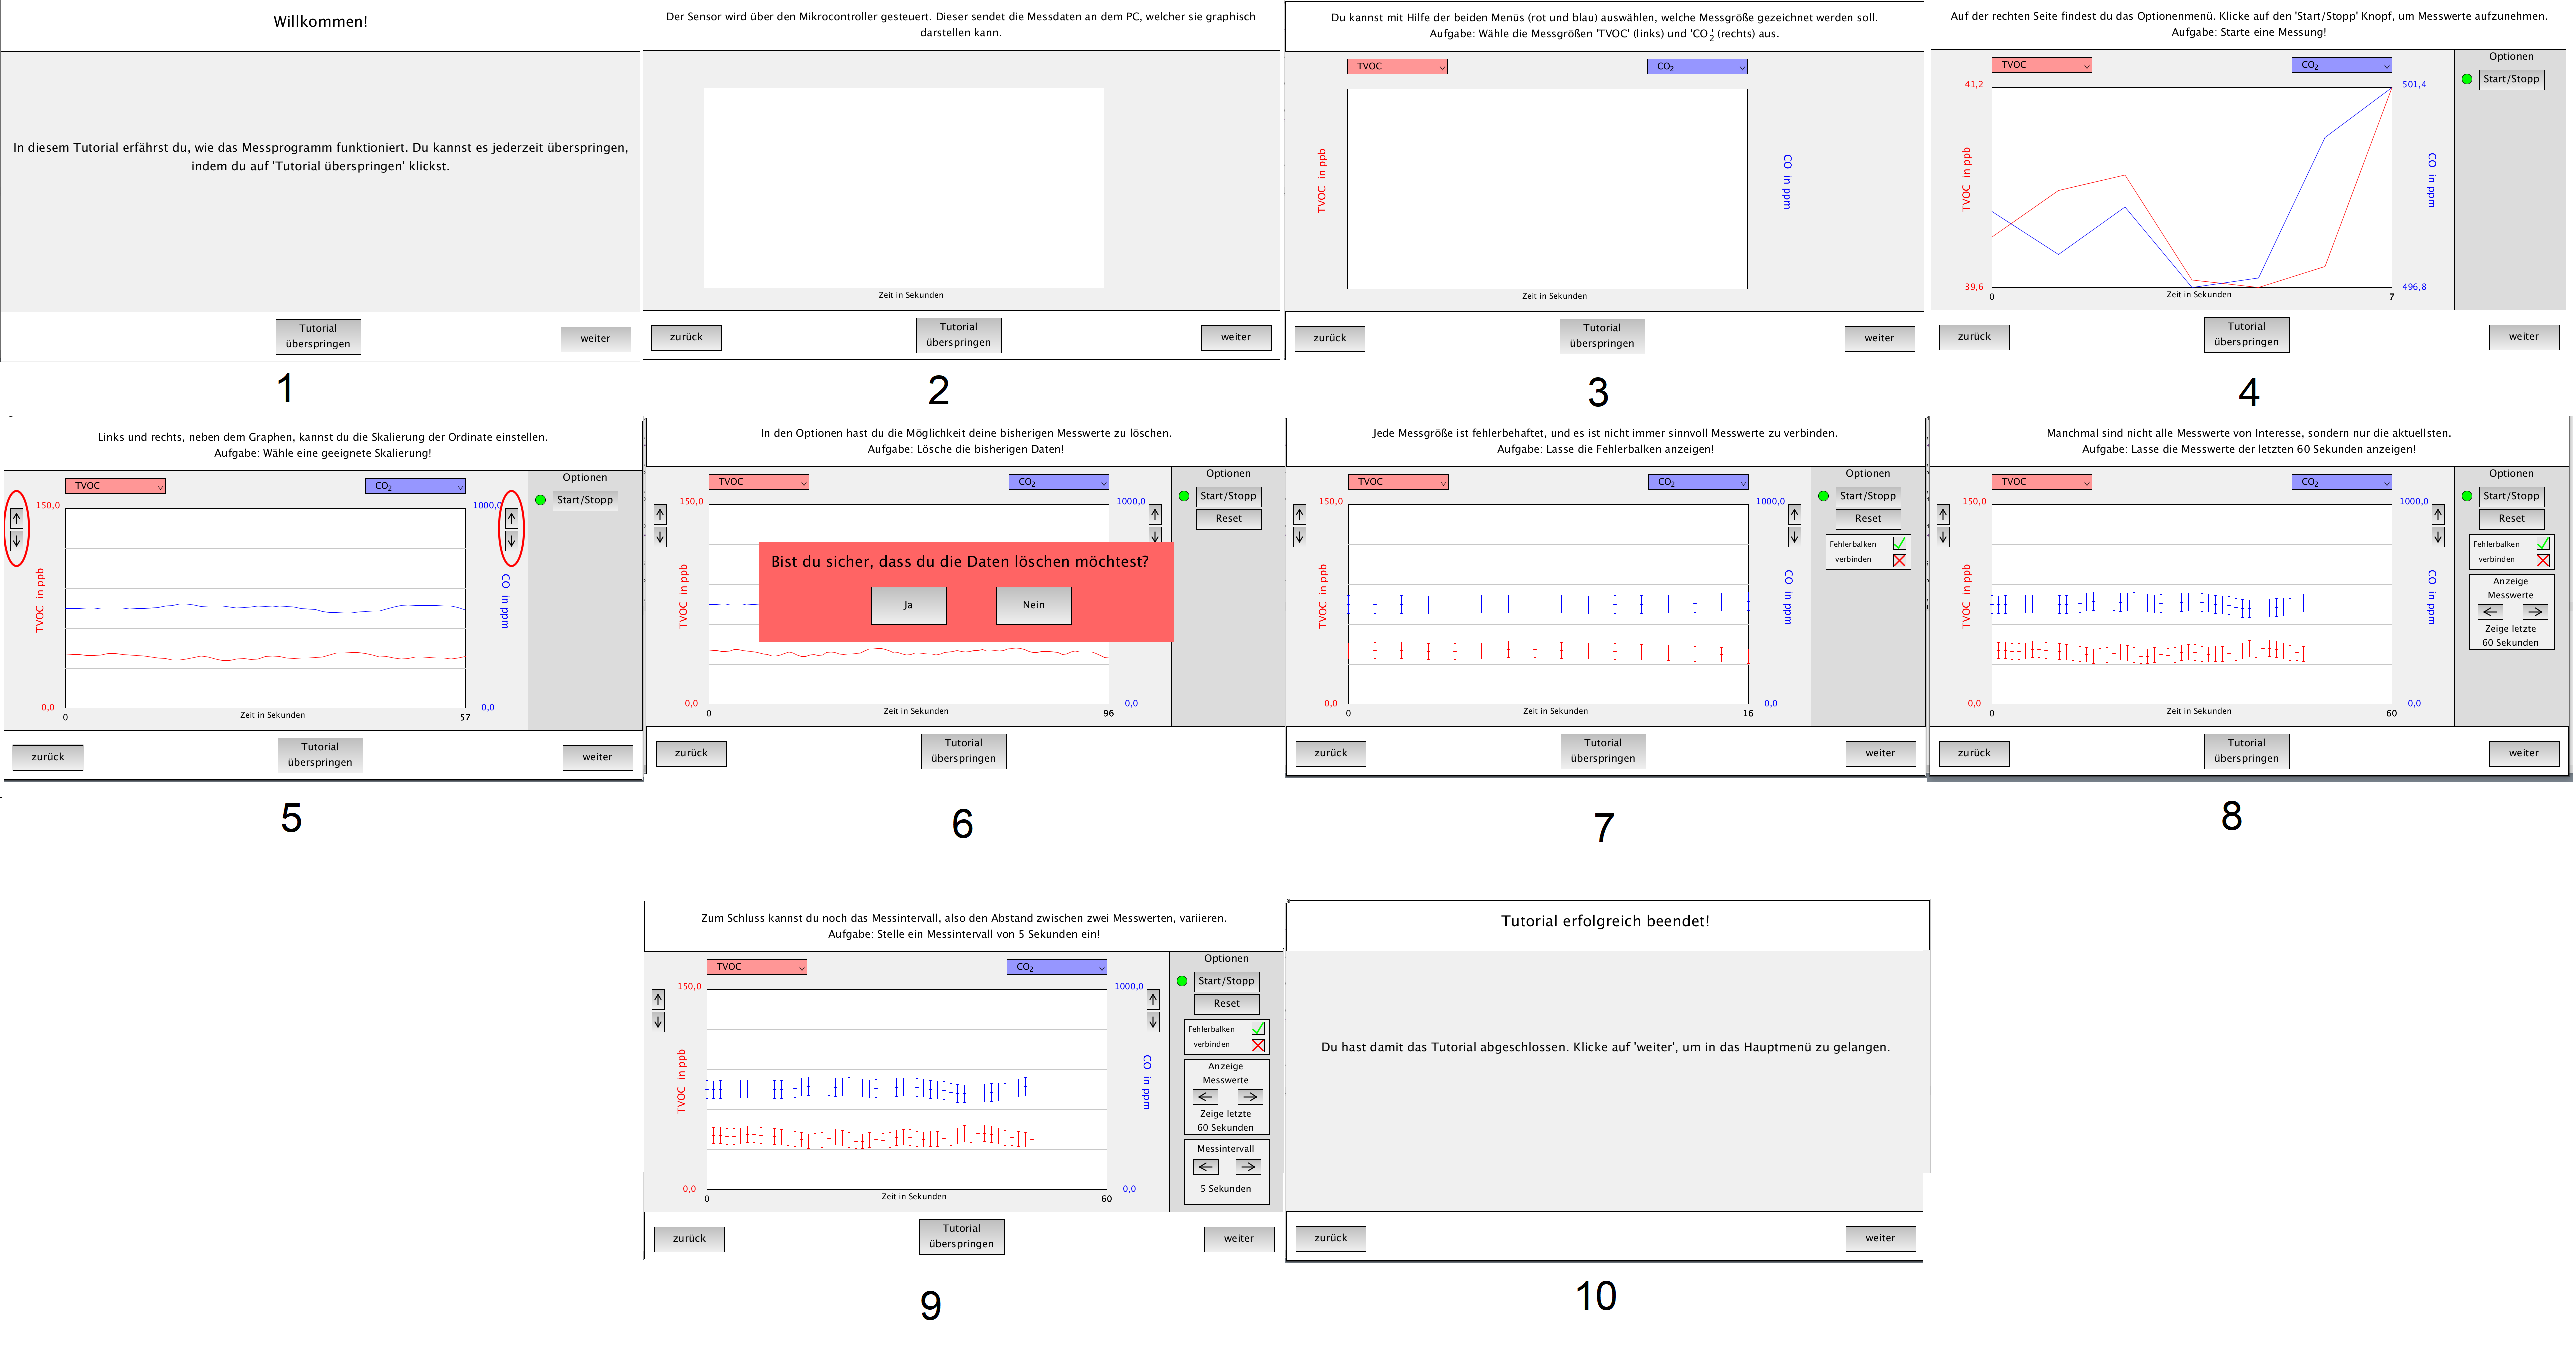 Willkommen!
In diesem Tutorial erfährst du, wie das Messprogramm funktioniert. Du kannst es jederzeit überspringen,
indem du auf 'Tutorial überspringen' klickst.
Tutorial
überspringen
weiter
1
Der Sensor wird über den Mikrocontroller gesteuert. Dieser sendet die Messdaten an dem PC, welcher sie graphisch
darstellen kann.
Zeit in Sekunden
zurück
Tutorial
überspringen
weiter
2
Du kannst mit Hilfe der beiden Menüs (rot und blau) auswählen, welche Messgröße gezeichnet werden soll.
Aufgabe: Wähle die Messgrößen 'TVOC' (links) und 'CO₂' (rechts) aus.
TVOC
CO₂
TVOC in ppb
CO in ppm
Zeit in Sekunden
zurück
Tutorial
überspringen
weiter
3
Auf der rechten Seite findest du das Optionenmenü. Klicke auf den 'Start/Stopp' Knopf, um Messwerte aufzunehmen.
Aufgabe: Starte eine Messung!
TVOC
CO₂
Optionen
Start/Stopp
41,2
501,4
TVOC in ppb
CO in ppm
39,6
496,8
0
Zeit in Sekunden
7
zurück
Tutorial
überspringen
weiter
4
Links und rechts, neben dem Graphen, kannst du die Skalierung der Ordinate einstellen.
Aufgabe: Wähle eine geeignete Skalierung!
TVOC
CO₂
Optionen
Start/Stopp
150,0
1000,0
TVOC in ppb
CO in ppm
0,0
0,0
0
Zeit in Sekunden
57
zurück
Tutorial
überspringen
weiter
5
In den Optionen hast du die Möglichkeit deine bisherigen Messwerte zu löschen.
Aufgabe: Lösche die bisherigen Daten!
TVOC
CO₂
Optionen
Start/Stopp
Reset
150,0
1000,0
Bist du sicher, dass du die Daten löschen möchtest?
Ja
Nein
TVOC in ppb
0,0
0,0
0
Zeit in Sekunden
96
zurück
Tutorial
überspringen
weiter
6
Jede Messgröße ist fehlerbehaftet, und es ist nicht immer sinnvoll Messwerte zu verbinden.
Aufgabe: Lasse die Fehlerbalken anzeigen!
TVOC
CO₂
Optionen
Start/Stopp
Reset
Fehlerbalken
verbinden
150,0
1000,0
TVOC in ppb
CO in ppm
0,0
0,0
0
Zeit in Sekunden
16
zurück
Tutorial
überspringen
weiter
7
Manchmal sind nicht alle Messwerte von Interesse, sondern nur die aktuellsten.
Aufgabe: Lasse die Messwerte der letzten 60 Sekunden anzeigen!
TVOC
CO₂
Optionen
Start/Stopp
Reset
Fehlerbalken
verbinden
Anzeige
Messwerte
Zeige letzte
60 Sekunden
150,0
1000,0
TVOC in ppb
CO in ppm
0,0
0,0
0
Zeit in Sekunden
60
zurück
Tutorial
überspringen
weiter
8
Zum Schluss kannst du noch das Messintervall, also den Abstand zwischen zwei Messwerten, variieren.
Aufgabe: Stelle ein Messintervall von 5 Sekunden ein!
TVOC
CO₂
Optionen
Start/Stopp
Reset
Fehlerbalken
verbinden
Anzeige
Messwerte
Zeige letzte
60 Sekunden
Messintervall
5 Sekunden
150,0
1000,0
TVOC in ppb
CO in ppm
0,0
0,0
0
Zeit in Sekunden
60
zurück
Tutorial
überspringen
weiter
9
Tutorial erfolgreich beendet!
Du hast damit das Tutorial abgeschlossen. Klicke auf 'weiter', um in das Hauptmenü zu gelangen.
zurück
weiter
10